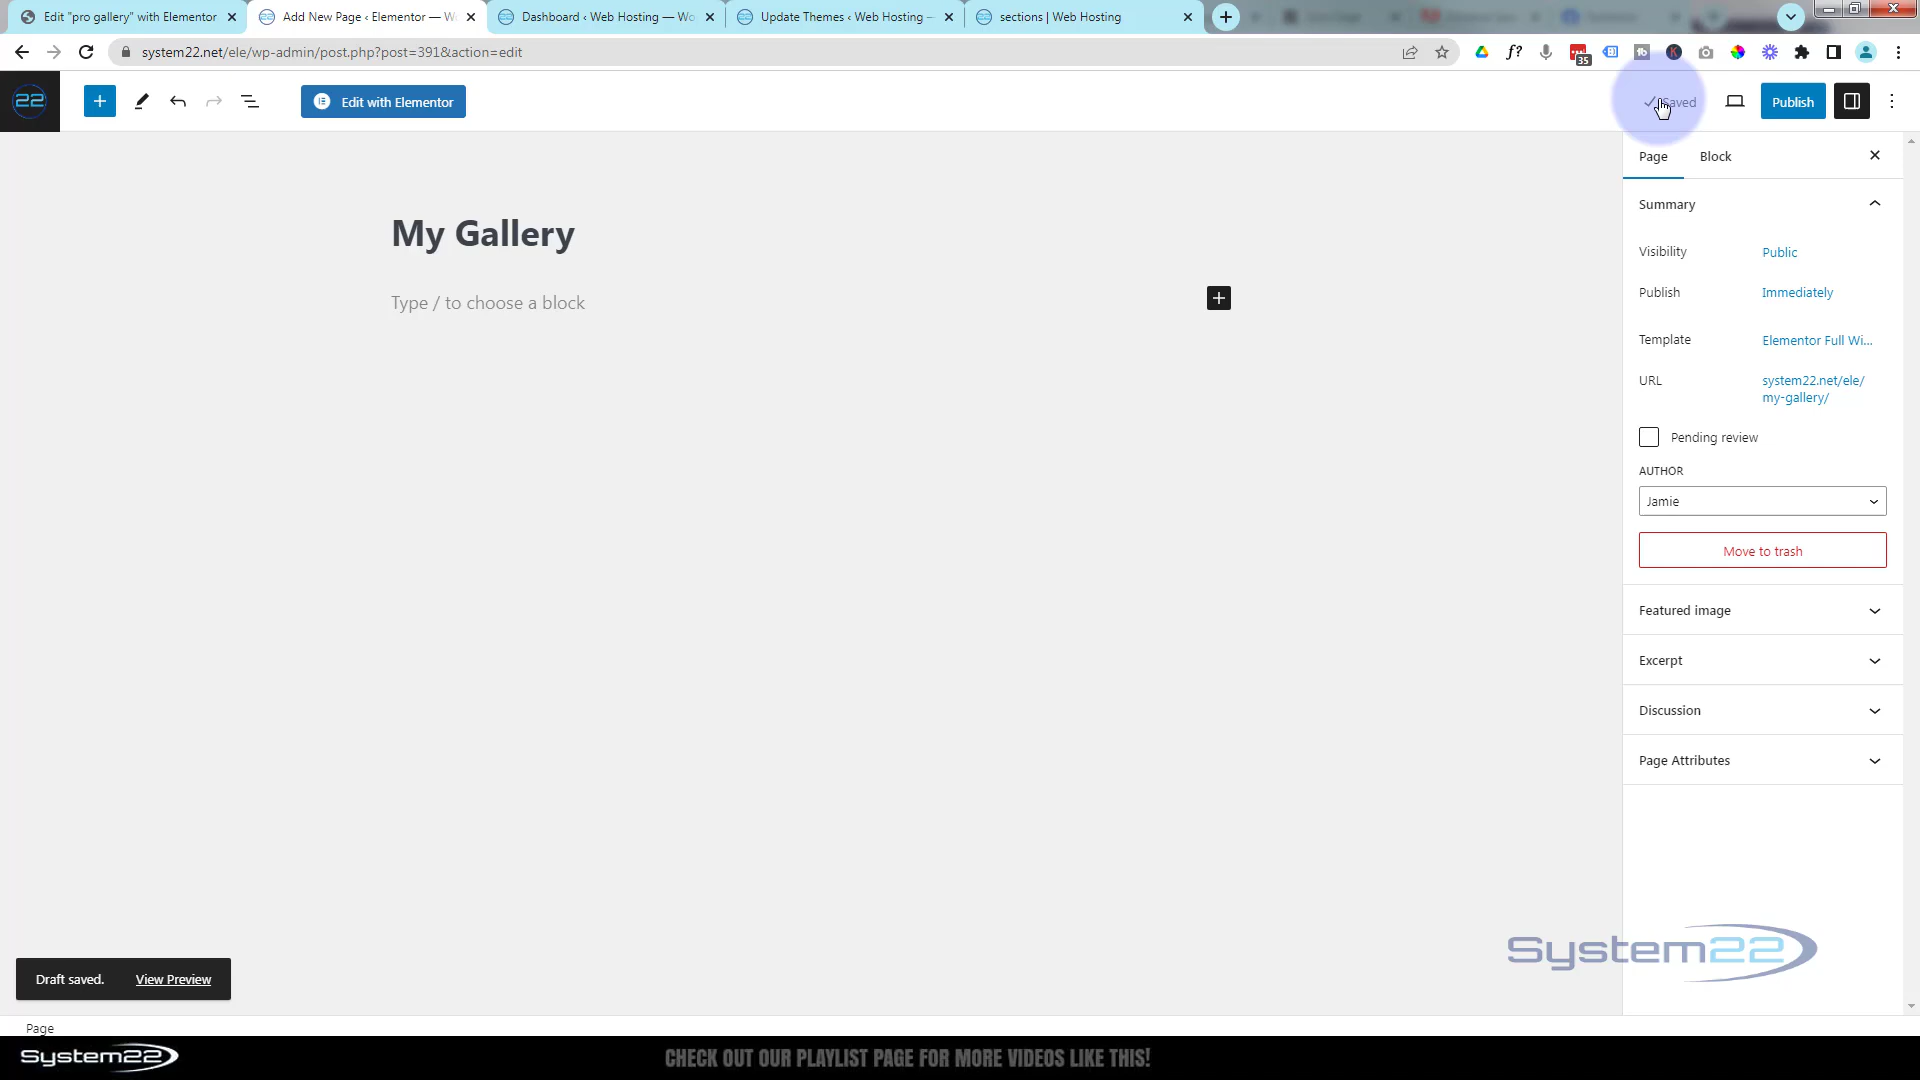 Edit "pro gallery" with Elementor
Add New Page ‹ Elementor — W
Dashboard ‹ Web Hosting — Wo
Update Themes ‹ Web Hosting —
sections | Web Hosting
system22.net/ele/wp-admin/post.php?post=391&action=edit
35
22
Edit with Elementor
Saved
Publish
Page
Block
My Gallery
Type / to choose a block
Summary
Visibility
Public
Publish
Immediately
Template
Elementor Full Wi...
URL
system22.net/ele/
my-gallery/
Pending review
AUTHOR
Jamie
Move to trash
Featured image
Excerpt
Discussion
Page Attributes
System22
Draft saved.
View Preview
Page
System22
CHECK OUT OUR PLAYLIST PAGE FOR MORE VIDEOS LIKE THIS!